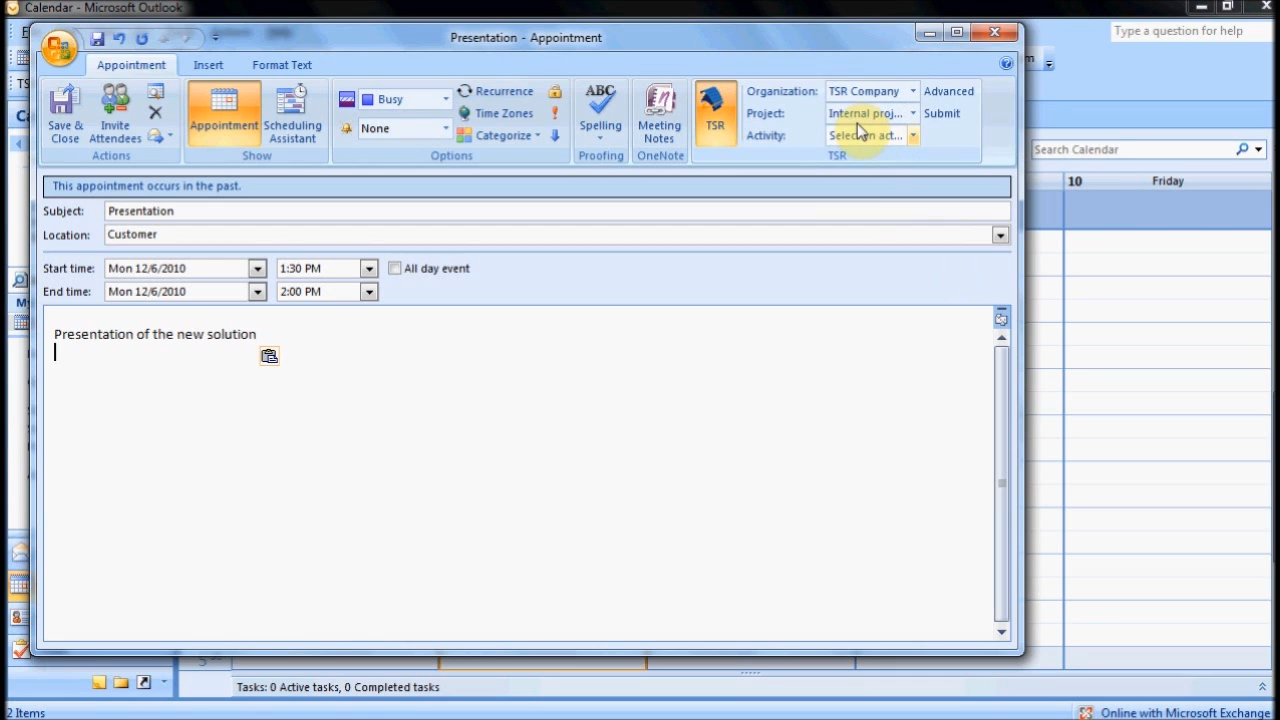 Calendar - Microsoft Outlook
Type a question for help
Presentation - Appointment
Appointment Insert Format Text
Save & Close
Invite Attendees
Actions
Appointment
Scheduling Assistant
Show
Busy
None
Recurrence
Time Zones
Categorize
Options
ABC
Spelling
Proofing
Meeting Notes
OneNote
TSR
Organization: TSR Company Advanced
Project: Internal proj... Submit
Activity: Select an act...
TSR
Search Calendar
10 Friday
This appointment occurs in the past.
Subject: Presentation
Location: Customer
Start time: Mon 12/6/2010 1:30 PM All day event
End time: Mon 12/6/2010 2:00 PM
Presentation of the new solution
Tasks: 0 Active tasks, 0 Completed tasks
2 Items
Online with Microsoft Exchange